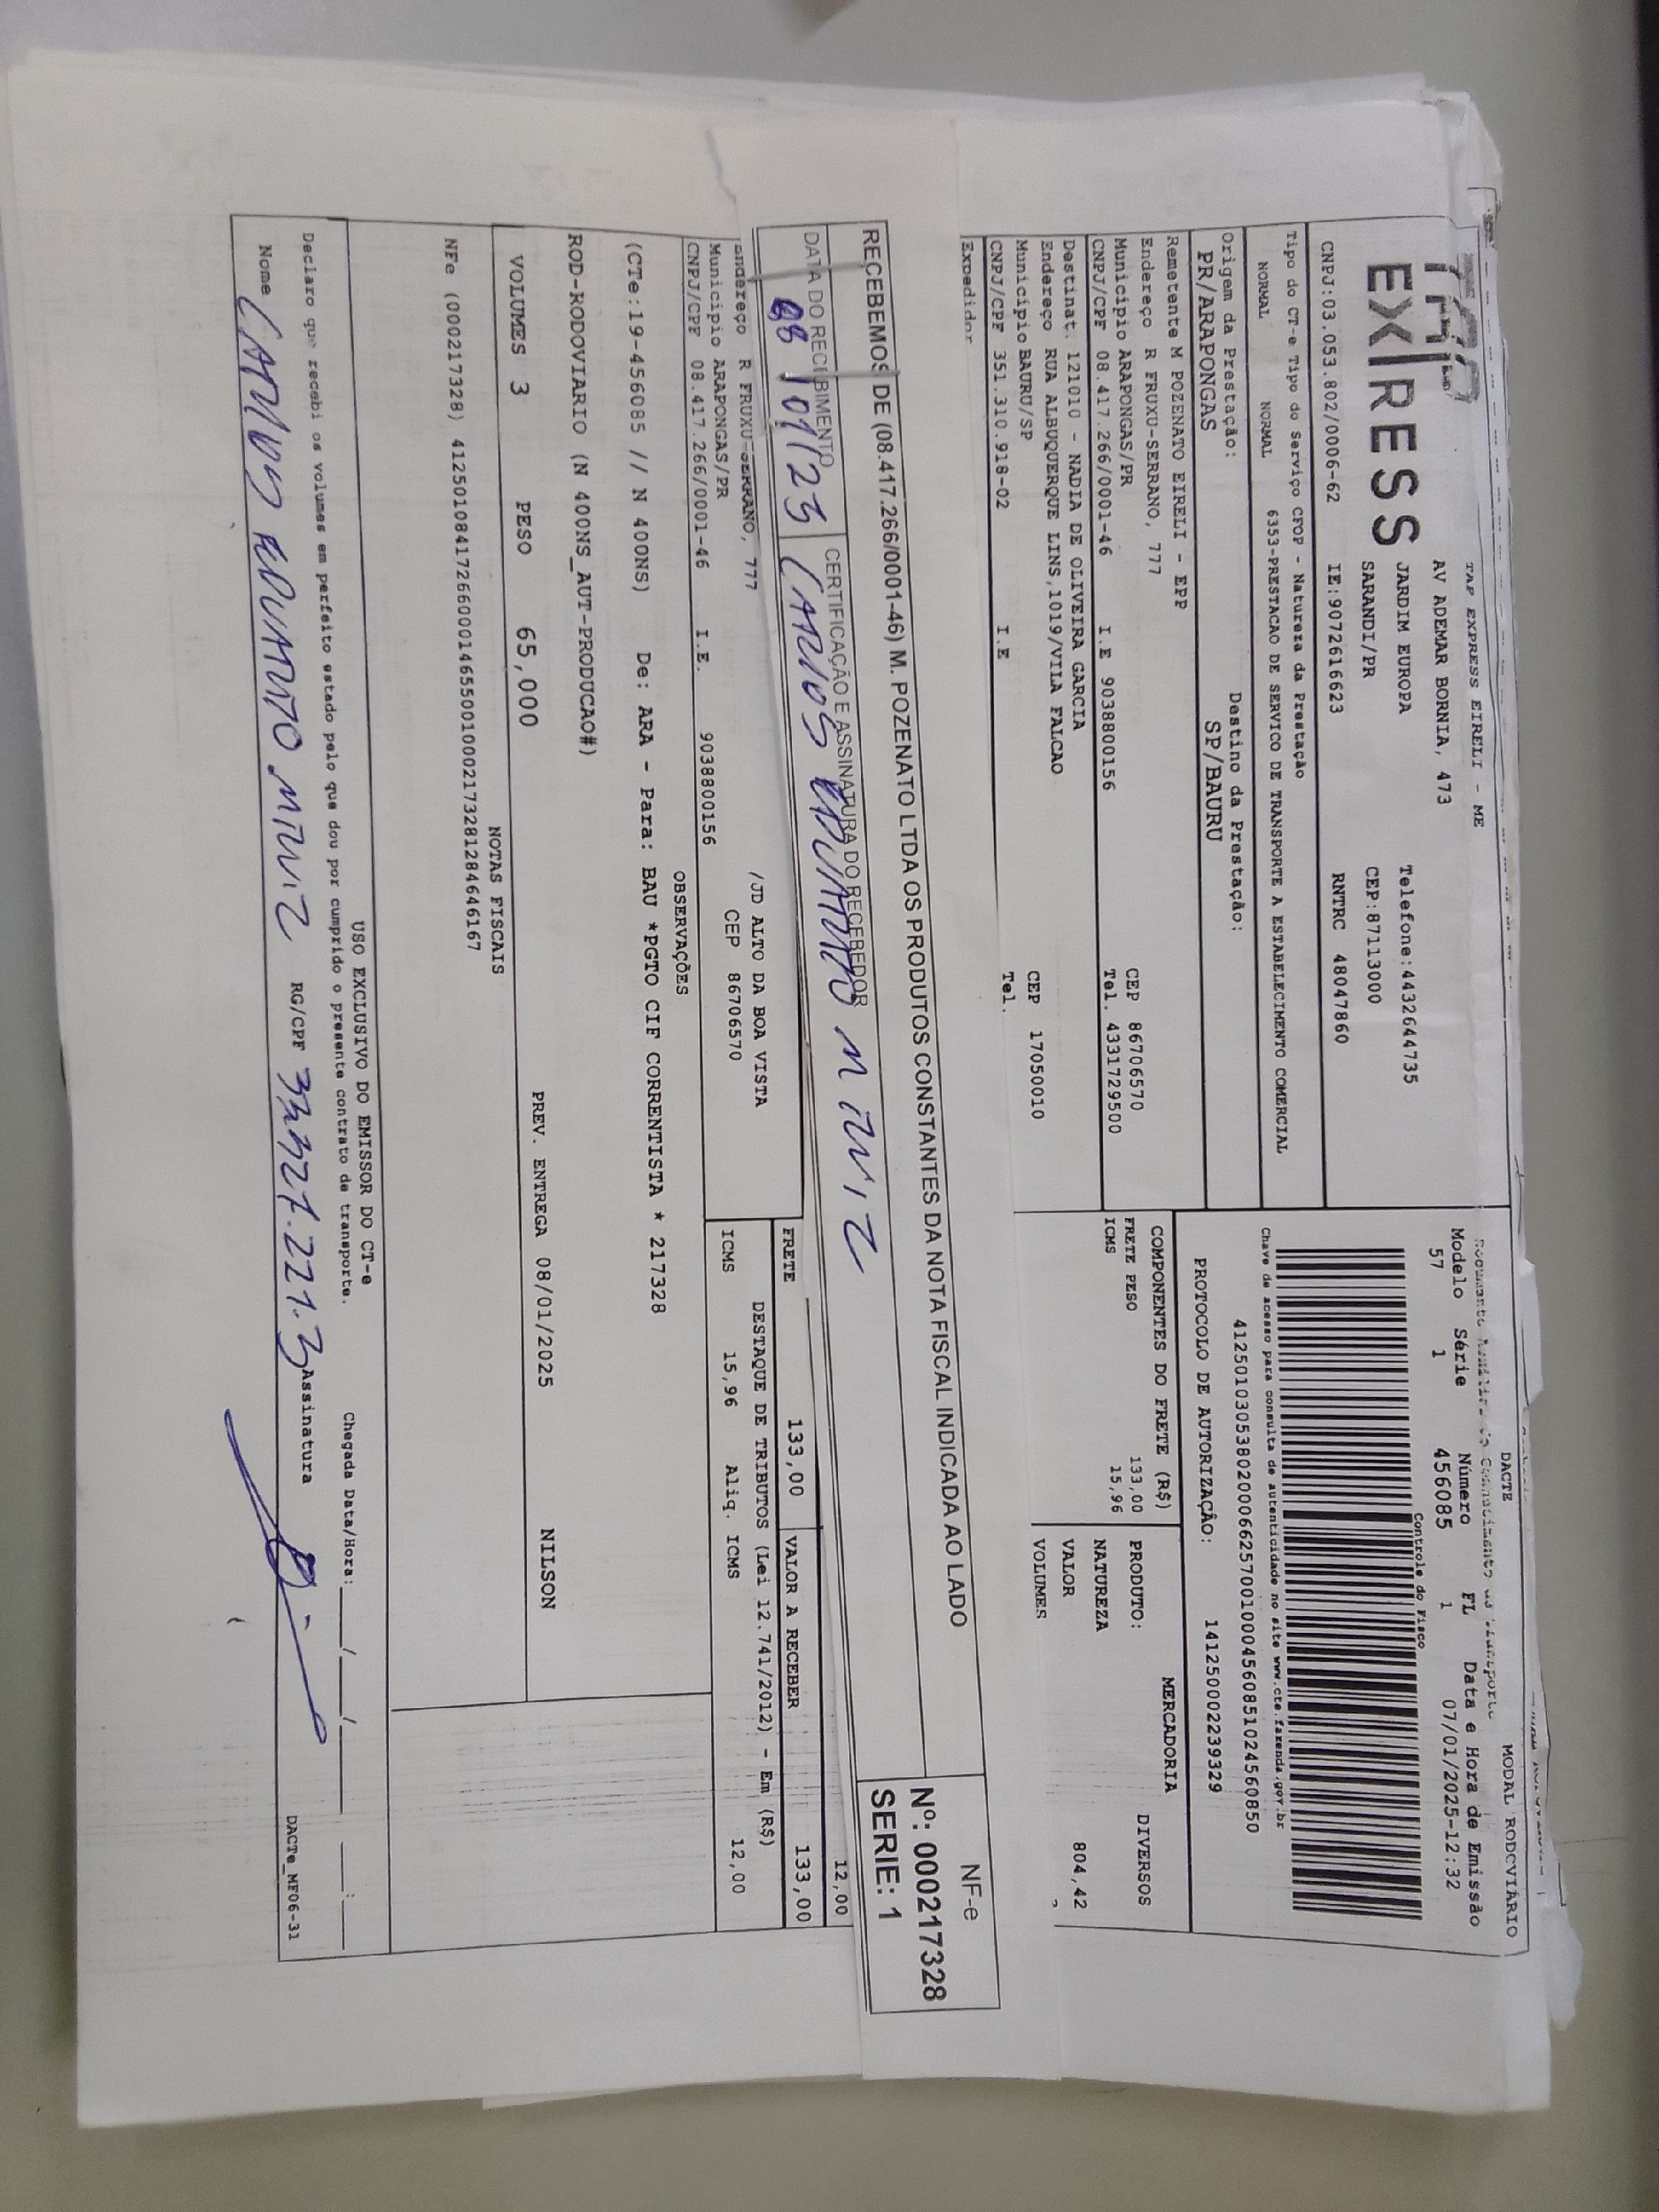 DACTE MODAL RODOVIÁRIO
TAP EXPRESS EIRELI - ME
AV ADEMAR BORNIA, 473
JARDIM EUROPA Telefone:4432644735
SARANDI/PR CEP:87113000
CNPJ:03.053.802/0006-62 IE:9072616623 RNTRC 48047860
Modelo Série Número FL Data e Hora de Emissão
57 1 456085 1 07/01/2025-12:32
Controle do Fisco
Chave de acesso para consulta de autenticidade no site www.cte.fazenda.gov.br
41250103053802000662570010004560851024560850
PROTOCOLO DE AUTORIZAÇÃO: 141250002239329
Tipo do CT-e Tipo do Serviço CFOP - Natureza da Prestação
NORMAL NORMAL 6353-PRESTACAO DE SERVICO DE TRANSPORTE A ESTABELECIMENTO COMERCIAL
Origem da Prestação: Destino da Prestação:
PR/ARAPONGAS SP/BAURU
Remetente M POZENATO EIRELI - EPP
Endereço R FRUXU-SERRANO, 777 CEP 86706570
Município ARAPONGAS/PR Tel. 4331729500
CNPJ/CPF 08.417.266/0001-46 I.E 9038800156
Destinat. 121010 - NADIA DE OLIVEIRA GARCIA
Endereço RUA ALBUQUERQUE LINS,1019/VILA FALCAO
Município BAURU/SP CEP 17050010
CNPJ/CPF 351.310.918-02 I.E Tel.
Expedidor
COMPONENTES DO FRETE (R$)
FRETE PESO 133,00
ICMS 15,96
MERCADORIA
PRODUTO: DIVERSOS
NATUREZA
VALOR 804,42
VOLUMES
RECEBEMOS DE (08.417.266/0001-46) M. POZENATO LTDA OS PRODUTOS CONSTANTES DA NOTA FISCAL INDICADA AO LADO
DATA DO RECEBIMENTO CERTIFICAÇÃO E ASSINATURA DO RECEBEDOR
CARLOS EDUARDO
NF-e
Nº: 000217328
SERIE: 1
12,00
Endereço R FRUXU-SERRANO, 777 /JD ALTO DA BOA VISTA
Município ARAPONGAS/PR CEP 86706570
CNPJ/CPF 08.417.266/0001-46 I.E. 9038800156
FRETE 133,00 VALOR A RECEBER 133,00
DESTAQUE DE TRIBUTOS (Lei 12.741/2012) - Em (R$)
ICMS 15,96 Aliq. ICMS 12,00
OBSERVAÇÕES
(CTe:19-456085 // N 400NS) De: ARA - Para: BAU *PGTO CIF CORRENTISTA * 217328
ROD-RODOVIARIO (N 400NS_AUT-PRODUCAO#)
VOLUMES 3 PESO 65,000 PREV. ENTREGA 08/01/2025 NILSON
NOTAS FISCAIS
NFe (000217328) 41250108417266000146550010002173281284646167
USO EXCLUSIVO DO EMISSOR DO CT-e
Declaro que recebi os volumes em perfeito estado pelo que dou por cumprido o presente contrato de transporte. Chegada Data/Hora: ___/___/___ __:__
Nome CARLOS EDUARDO RG/CPF Assinatura
DACTe_MF06-31